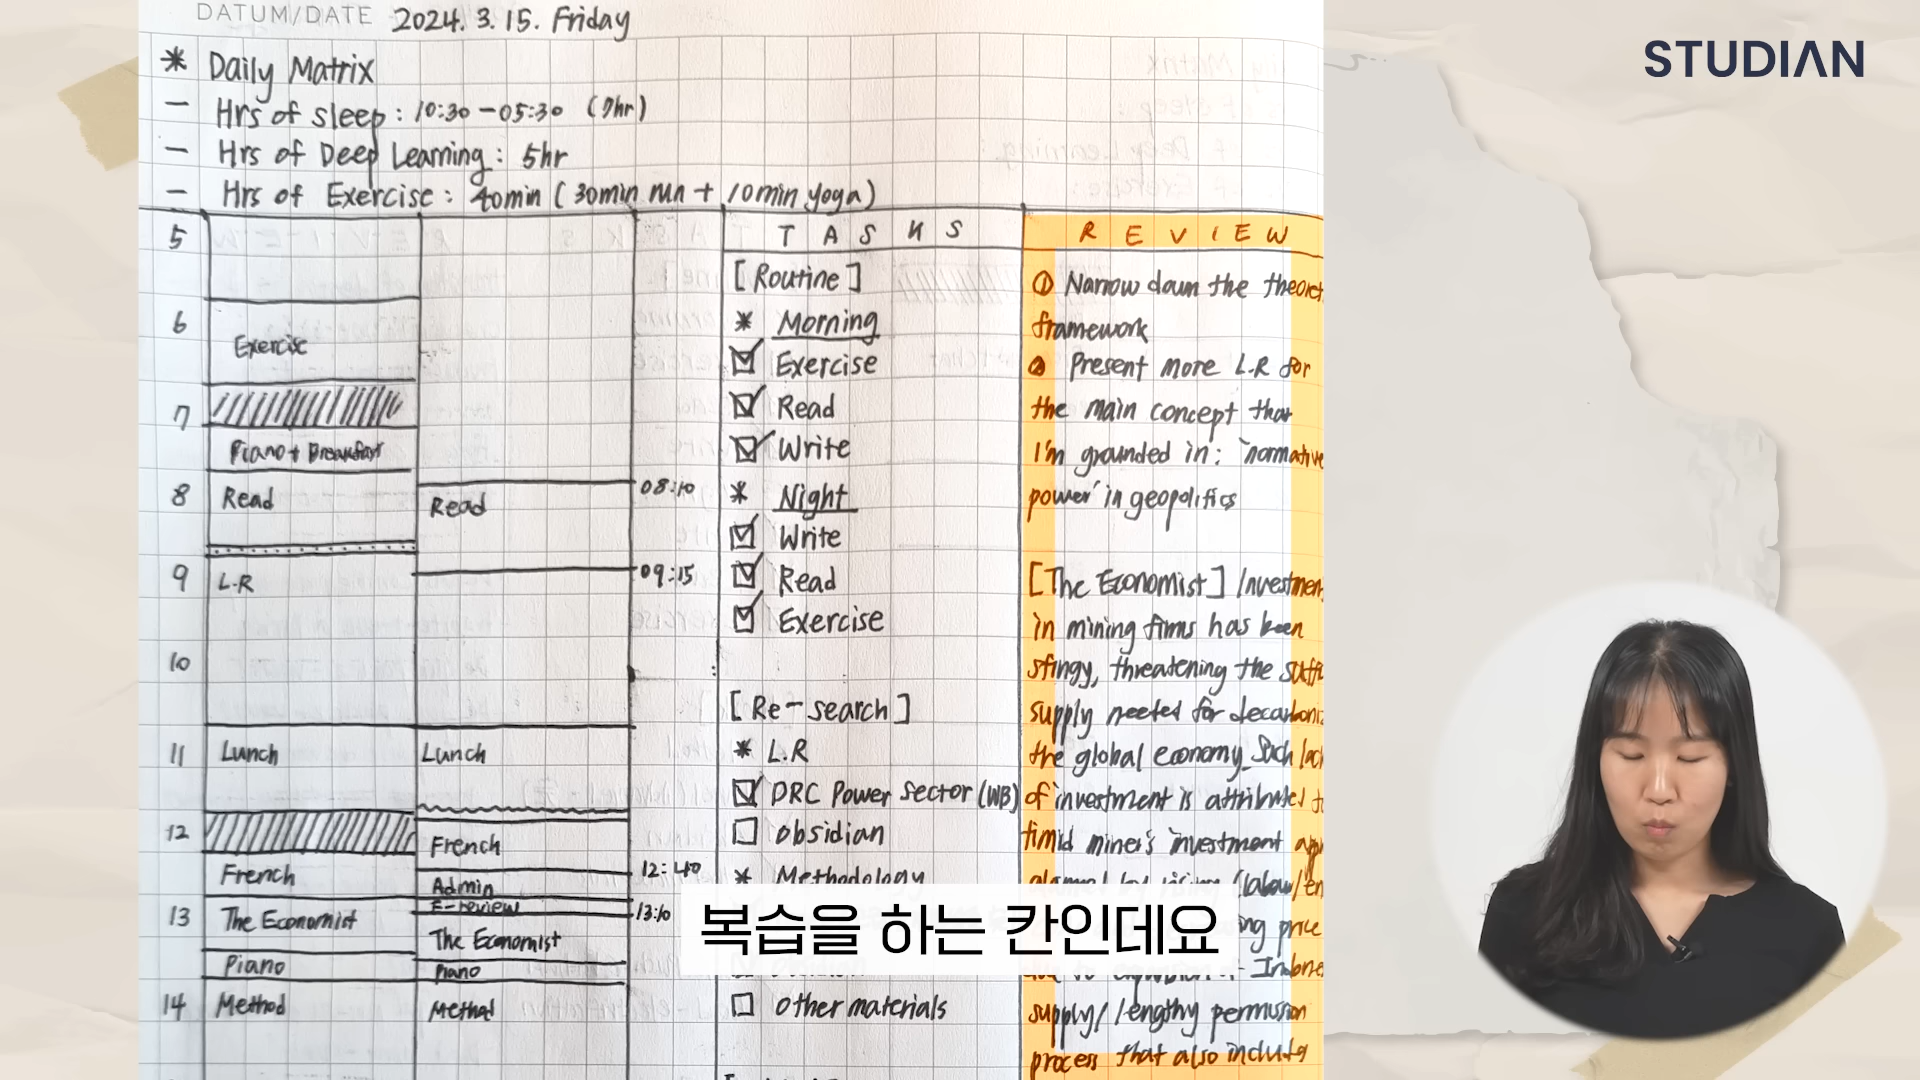 DATUM/DATE 2024. 3. 15. Friday
STUDIAN
* Daily Matrix
- Hrs of sleep : 10:30 - 05:30 (7hr)
- Hrs of Deep Learning : 5hr
- Hrs of Exercise : 40min ( 30min run + 10min yoga )
5
6 Exercise
7
Piano + Breakfast
8 Read
9 L.R
10
11 Lunch
12
French
13 The Economist
Piano
14 Method
Read
Lunch
French
Admin
E-review
The Economist
Piano
Method
08:10
09:15
12:40
13:10
TASKS
[Routine]
* Morning
Exercise
Read
Write
* Night
Write
Read
Exercise
[Re-search]
* L.R
DRC Power Sector (WB)
obsidian
* Methodology
other materials
REVIEW
① Narrow down the
framework
② Present more L.R for
the main concept that
I'm grounded in : 'normative
power' in geopolitics
[The Economist]
in mining firms has been
stingy, threatening the
supply needed for
the global economy. Such
of investment is attributed
timid miner's investment
price
supply / lengthy permission
process that also include
복습을 하는 칸인데요